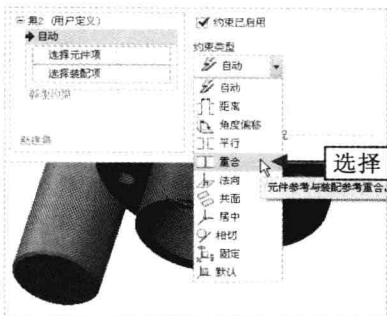 集2 (用户定义)
自动
选择元件项
选择装配项
新建约束
新建集
约束已启用
约束类型
自动
自动
距离
角度偏移
平行
重合
法向
共面
居中
相切
固定
默认
选择
元件参考与装配参考重合。